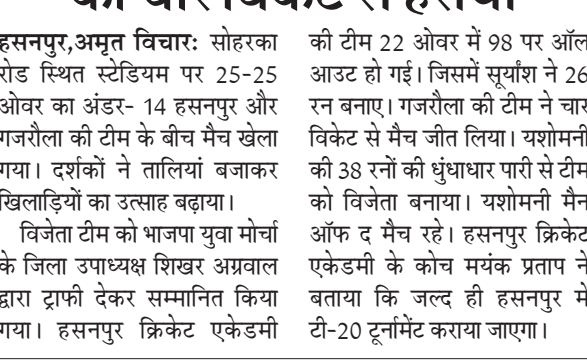 को चार विकेट से हराया
हसनपुर,अमृत विचारः सोहरका
रोड स्थित स्टेडियम पर 25-25
ओवर का अंडर- 14 हसनपुर और
गजरौला की टीम के बीच मैच खेला
गया। दर्शकों ने तालियां बजाकर
खिलाड़ियों का उत्साह बढ़ाया।
विजेता टीम को भाजपा युवा मोर्चा
के जिला उपाध्यक्ष शिखर अग्रवाल
द्वारा ट्राफी देकर सम्मानित किया
गया। हसनपुर क्रिकेट एकेडमी
की टीम 22 ओवर में 98 पर ऑल
आउट हो गई। जिसमें सूर्यांश ने 26
रन बनाए। गजरौला की टीम ने चार
विकेट से मैच जीत लिया। यशोमनी
की 38 रनों की धुंधाधार पारी से टीम
को विजेता बनाया। यशोमनी मैन
ऑफ द मैच रहे। हसनपुर क्रिकेट
एकेडमी के कोच मयंक प्रताप ने
बताया कि जल्द ही हसनपुर में
टी-20 टूर्नामेंट कराया जाएगा।